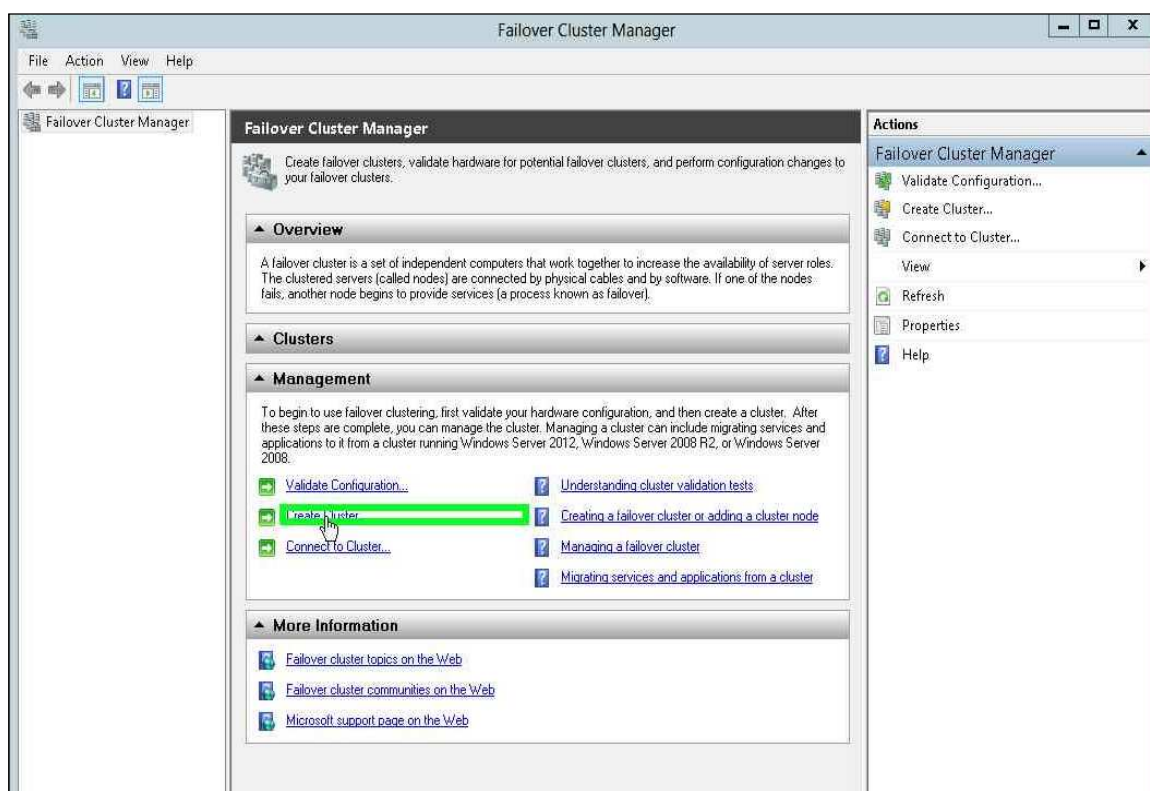 Failover Cluster Manager
File Action View Help
Failover Cluster Manager
Failover Cluster Manager
Create failover clusters, validate hardware for potential failover clusters, and perform configuration changes to
your failover clusters.
Overview
A failover cluster is a set of independent computers that work together to increase the availability of server roles.
The clustered servers (called nodes) are connected by physical cables and by software. If one of the nodes
fails, another node begins to provide services (a process known as failover).
Clusters
Management
To begin to use failover clustering, first validate your hardware configuration, and then create a cluster. After
these steps are complete, you can manage the cluster. Managing a cluster can include migrating services and
applications to it from a cluster running Windows Server 2012, Windows Server 2008 R2, or Windows Server
2008.
Validate Configuration...
Understanding cluster validation tests
Create Cluster...
Creating a failover cluster or adding a cluster node
Connect to Cluster...
Managing a failover cluster
Migrating services and applications from a cluster
More Information
Failover cluster topics on the Web
Failover cluster communities on the Web
Microsoft support page on the Web
Actions
Failover Cluster Manager
Validate Configuration...
Create Cluster...
Connect to Cluster...
View
Refresh
Properties
Help